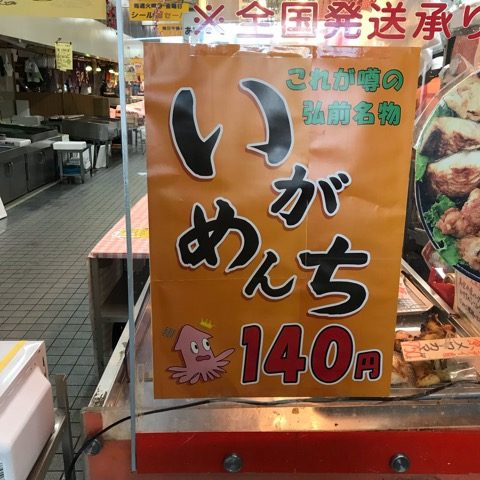 ※全国発送承り
これが噂の
弘前名物
いがめんち
140円